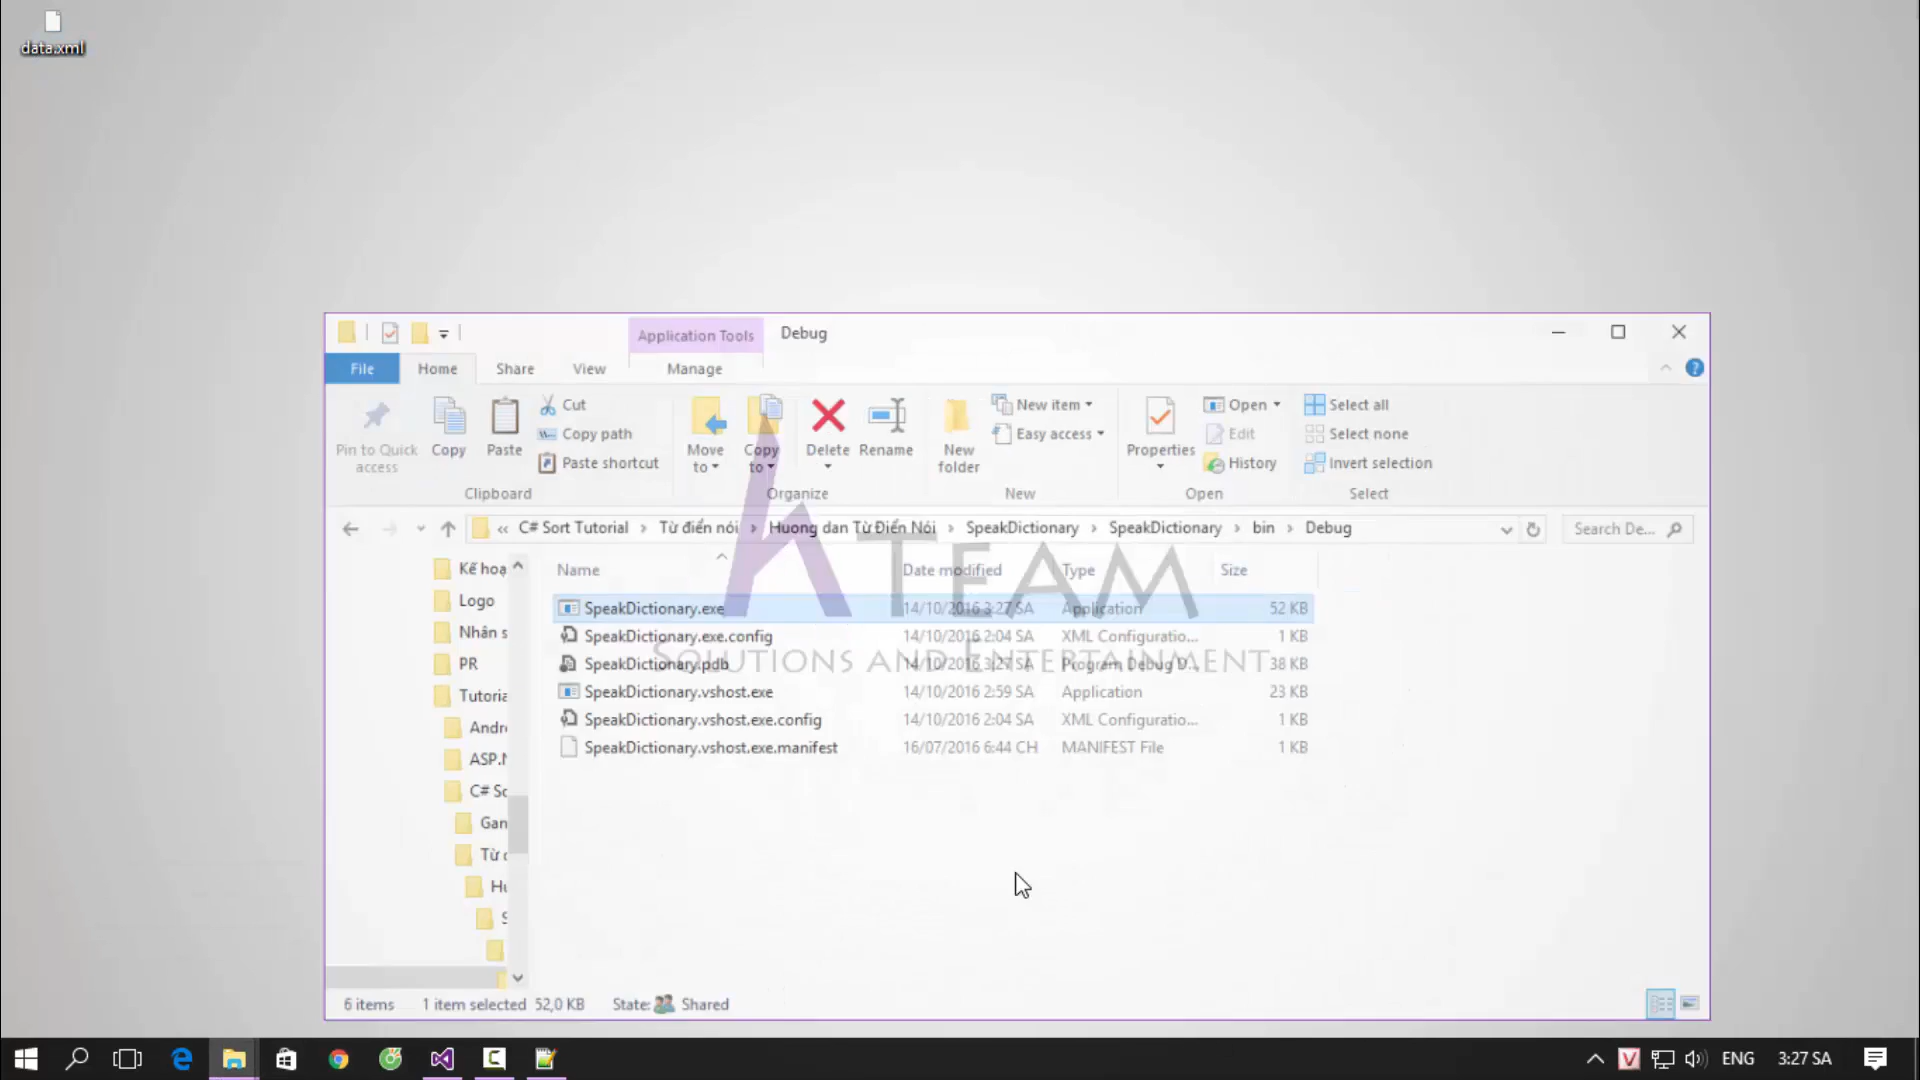 data.xml
Application Tools
Debug
File
Home
Share
View
Manage
Pin to Quick access
Copy
Paste
Cut
Copy path
Paste shortcut
Clipboard
Move to
Copy to
Delete
Rename
Organize
New folder
New item
Easy access
New
Properties
Open
Edit
History
Open
Select all
Select none
Invert selection
Select
« C# Sort Tutorial > Từ điển nói > Huong dan Từ Điển Nói > SpeakDictionary > SpeakDictionary > bin > Debug
Search De...
Kế hoạ
Logo
Nhân s
PR
Tutoria
Andr
ASP.N
C# So
Gan
Từ
Hu
S
Name Date modified Type Size
SpeakDictionary.exe 14/10/2016 3:27 SA Application 52 KB
SpeakDictionary.exe.config 14/10/2016 2:04 SA XML Configuratio... 1 KB
SpeakDictionary.pdb 14/10/2016 3:27 SA Program Debug D... 38 KB
SpeakDictionary.vshost.exe 14/10/2016 2:59 SA Application 23 KB
SpeakDictionary.vshost.exe.config 14/10/2016 2:04 SA XML Configuratio... 1 KB
SpeakDictionary.vshost.exe.manifest 16/07/2016 6:44 CH MANIFEST File 1 KB
hTeam
Solutions and Entertainment
6 items 1 item selected 52,0 KB State: Shared
ENG 3:27 SA